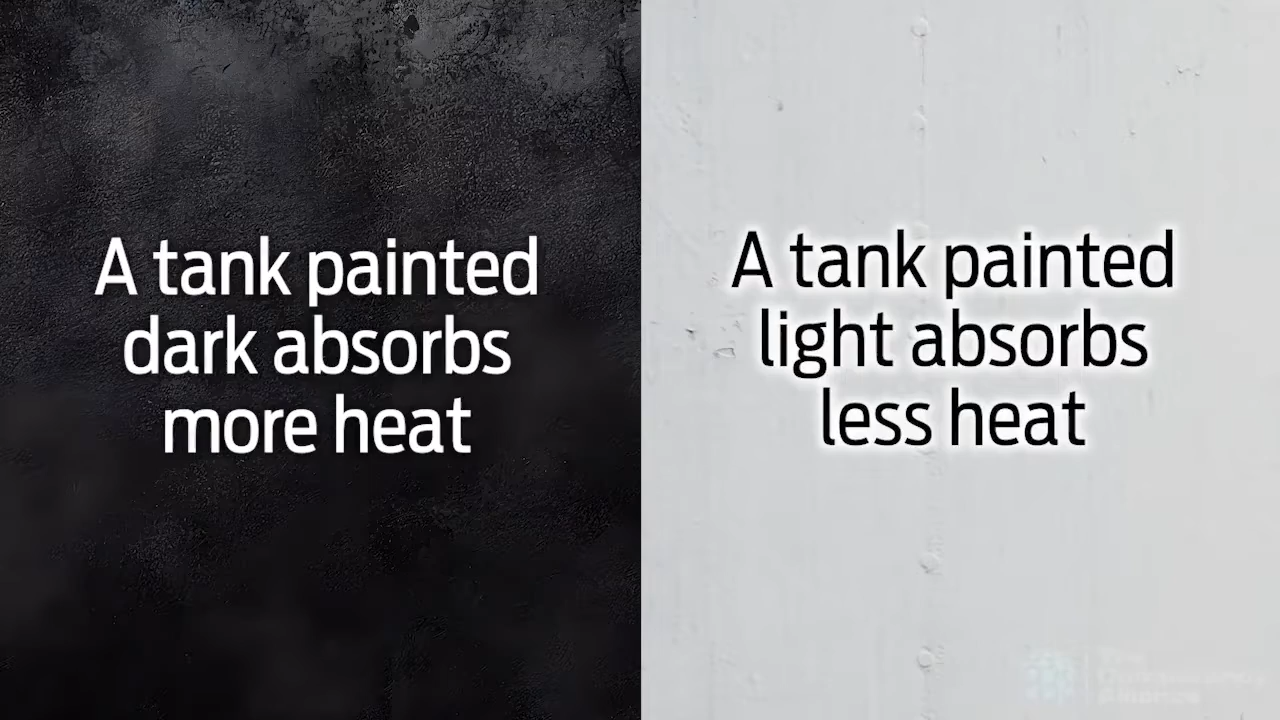 A tank painted
dark absorbs
more heat
A tank painted
light absorbs
less heat